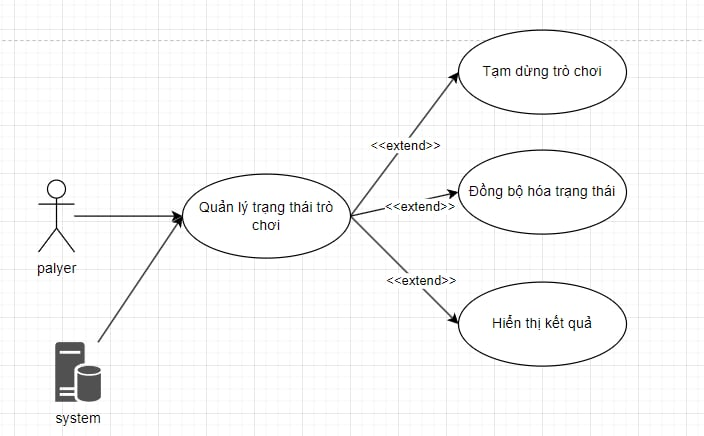 Tạm dừng trò chơi
<<extend>>
Đồng bộ hóa trạng thái
<<extend>>
Quản lý trạng thái trò
chơi
palyer
<<extend>>
Hiển thị kết quả
system